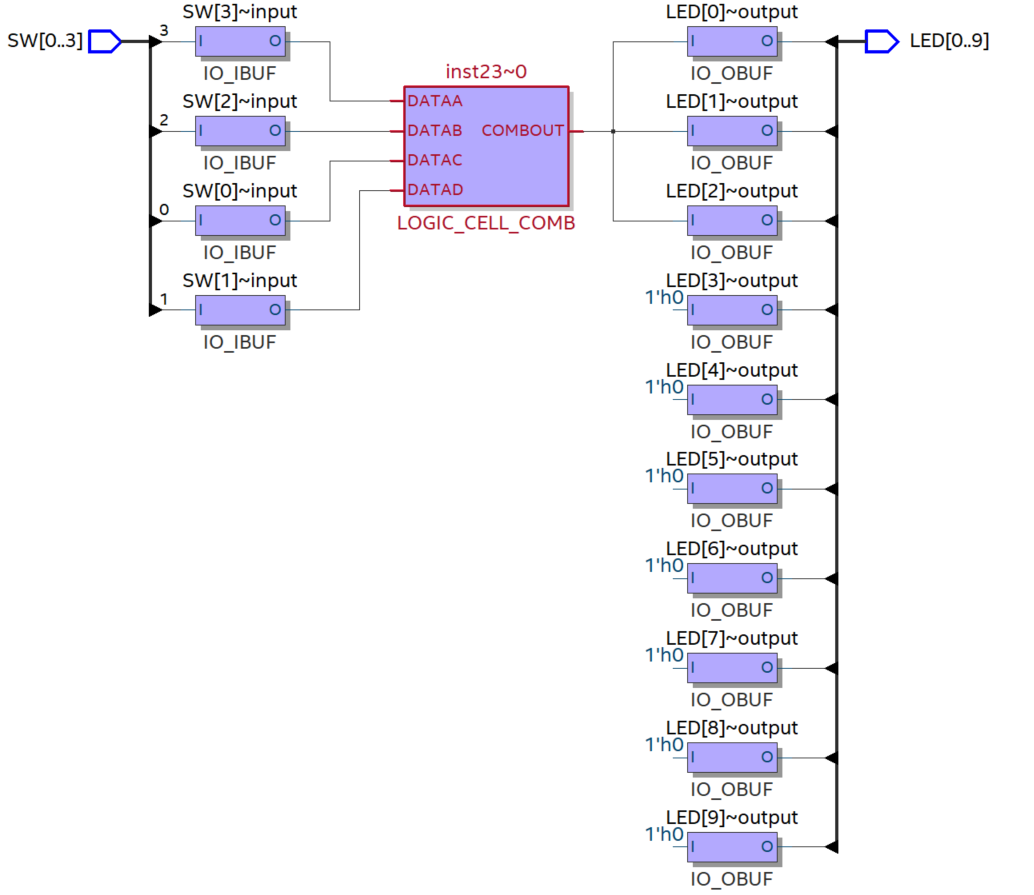 SW[0..3]
3
SW[3]~input
I O
IO_IBUF
2
SW[2]~input
I O
IO_IBUF
0
SW[0]~input
I O
IO_IBUF
1
SW[1]~input
I O
IO_IBUF
inst23~0
DATAA
DATAB COMBOUT
DATAC
DATAD
LOGIC_CELL_COMB
LED[0]~output
I O
IO_OBUF
LED[1]~output
I O
IO_OBUF
LED[2]~output
I O
IO_OBUF
LED[3]~output
1'h0
I O
IO_OBUF
LED[4]~output
1'h0
I O
IO_OBUF
LED[5]~output
1'h0
I O
IO_OBUF
LED[6]~output
1'h0
I O
IO_OBUF
LED[7]~output
1'h0
I O
IO_OBUF
LED[8]~output
1'h0
I O
IO_OBUF
LED[9]~output
1'h0
I O
IO_OBUF
LED[0..9]